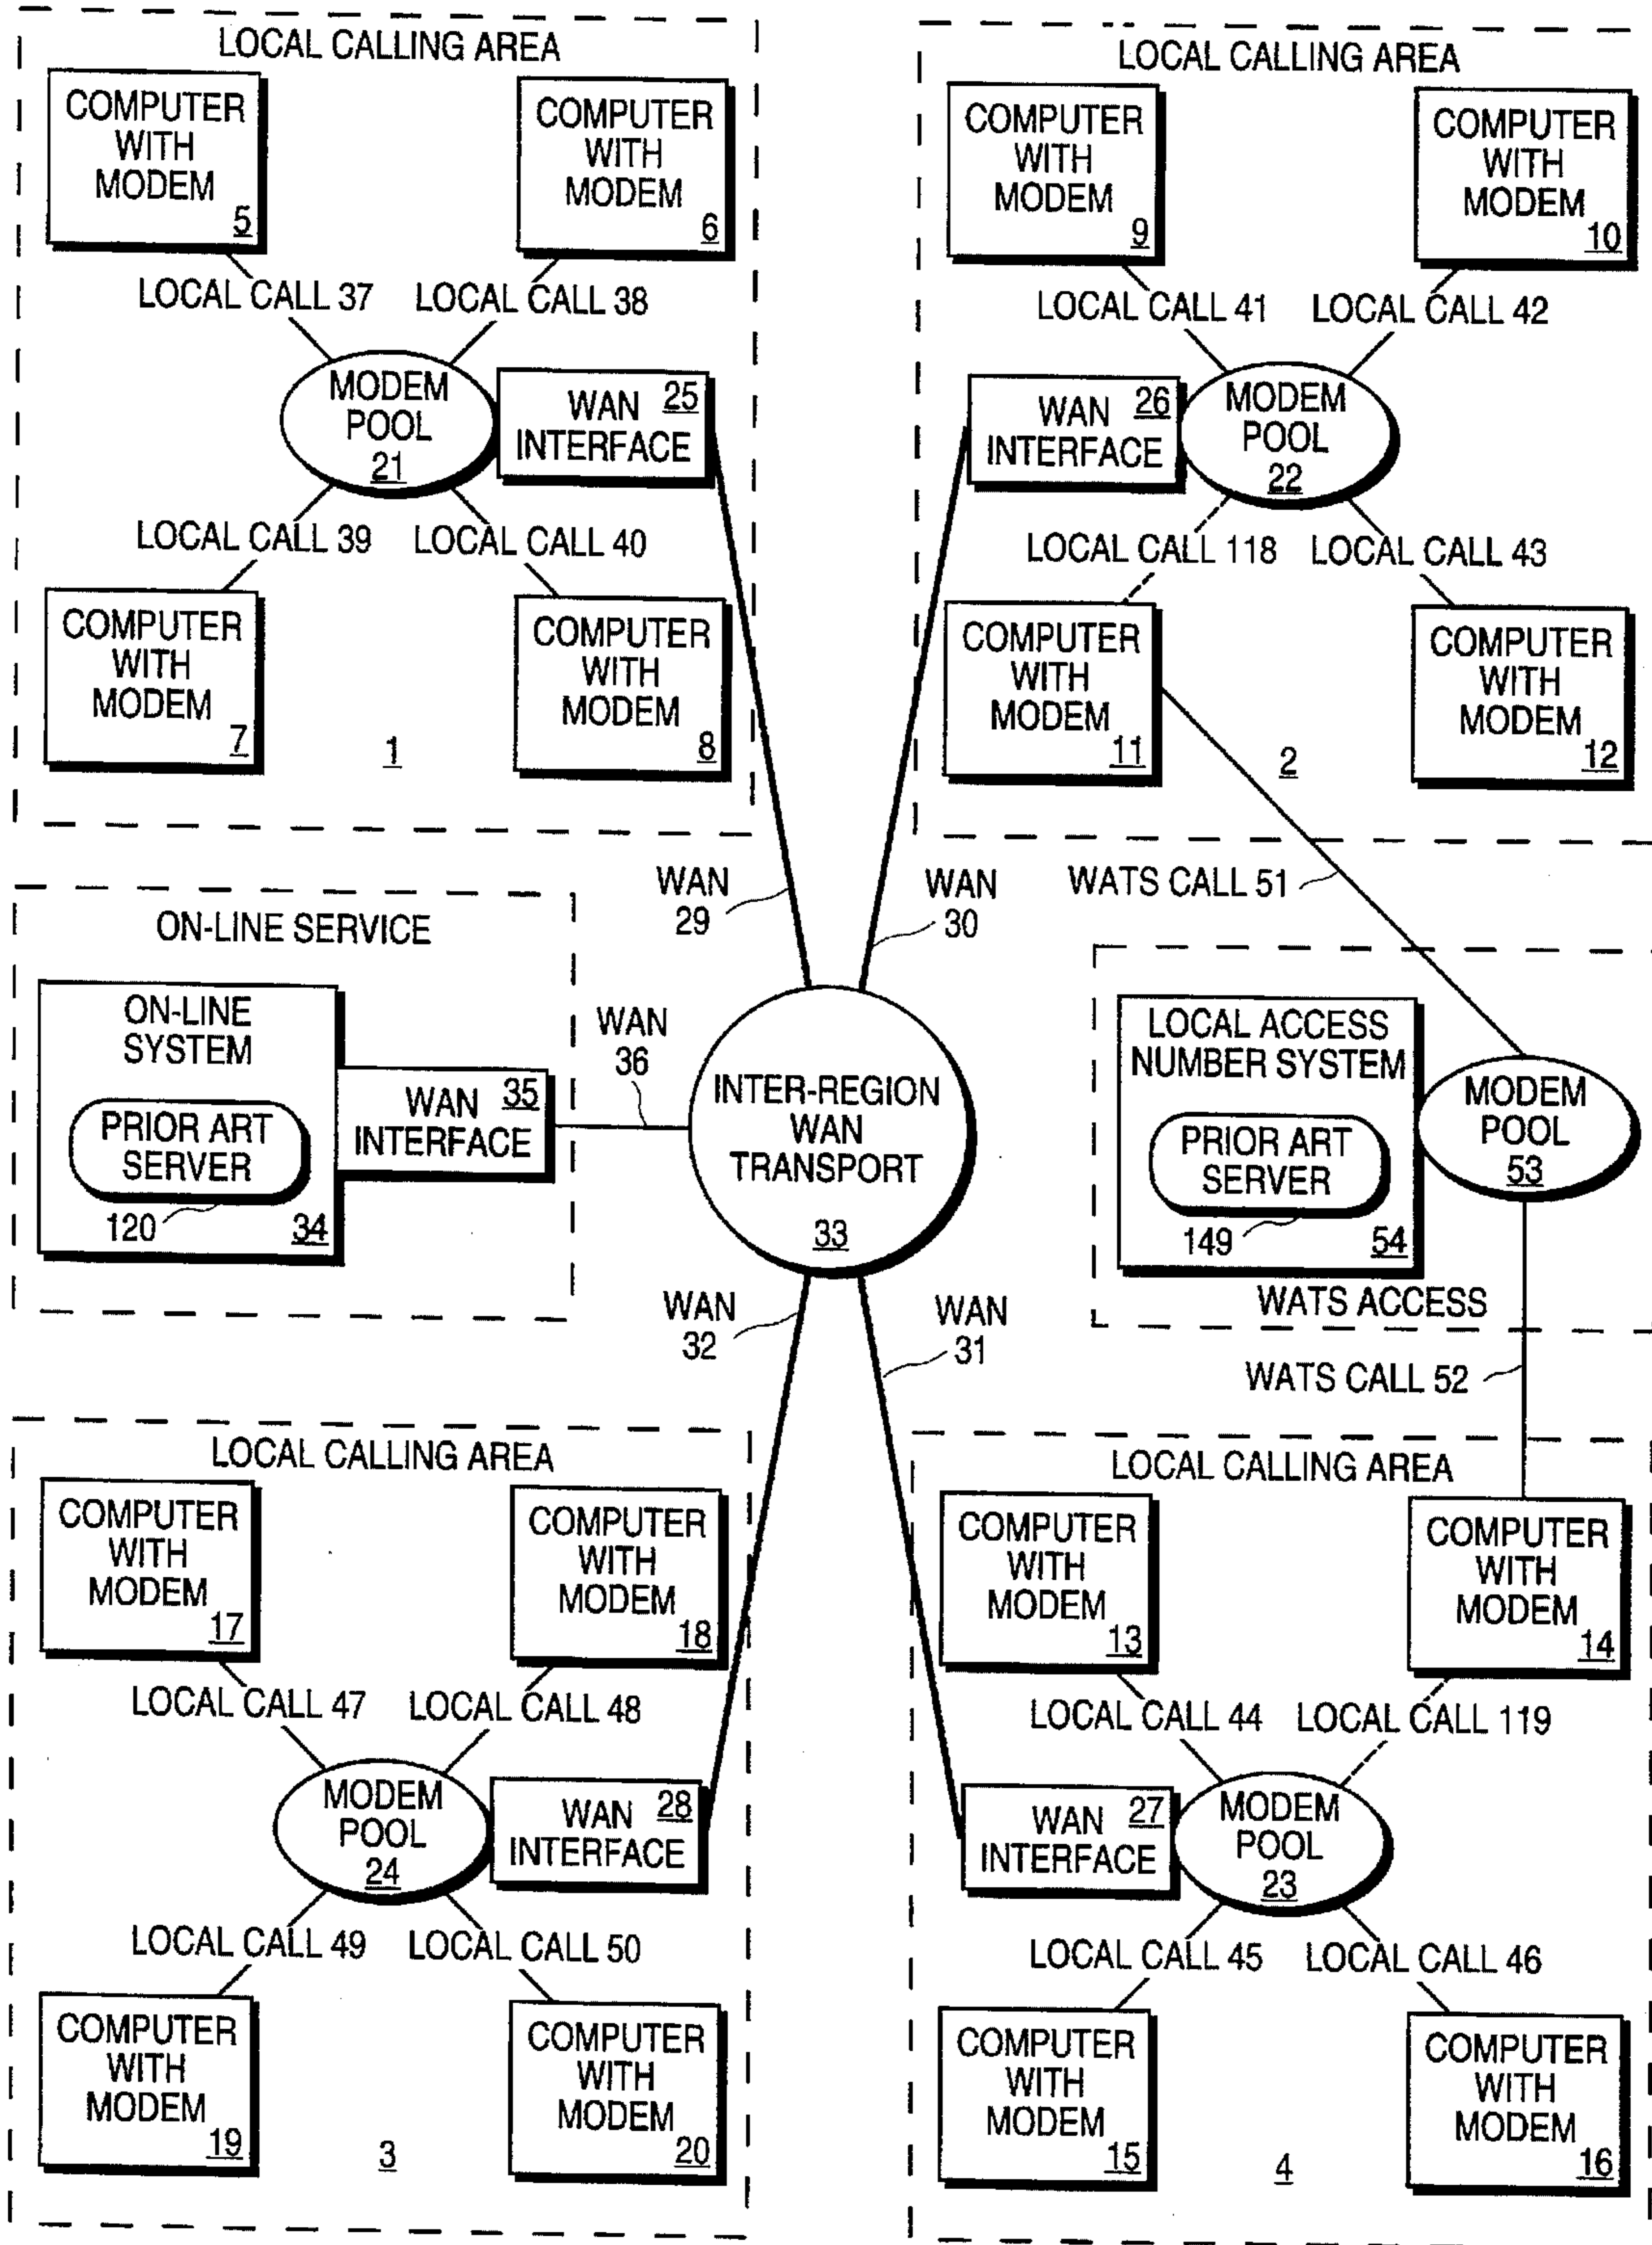 LOCAL CALLING AREA
COMPUTER
WITH
MODEM
5
COMPUTER
WITH
MODEM
6
LOCAL CALL 37
LOCAL CALL 38
MODEM
POOL
21
WAN 25
INTERFACE
LOCAL CALL 39
LOCAL CALL 40
COMPUTER
WITH
MODEM
7
COMPUTER
WITH
MODEM
8
1
LOCAL CALLING AREA
COMPUTER
WITH
MODEM
9
COMPUTER
WITH
MODEM
10
LOCAL CALL 41
LOCAL CALL 42
WAN 26
INTERFACE
MODEM
POOL
22
LOCAL CALL 118
LOCAL CALL 43
COMPUTER
WITH
MODEM
11
COMPUTER
WITH
MODEM
12
2
WAN
29
WAN
30
WATS CALL 51
ON-LINE SERVICE
ON-LINE
SYSTEM
PRIOR ART
SERVER
120
34
WAN 35
INTERFACE
WAN
36
INTER-REGION
WAN
TRANSPORT
33
LOCAL ACCESS
NUMBER SYSTEM
PRIOR ART
SERVER
149
54
MODEM
POOL
53
WATS ACCESS
WAN
32
WAN
31
WATS CALL 52
LOCAL CALLING AREA
COMPUTER
WITH
MODEM
17
COMPUTER
WITH
MODEM
18
LOCAL CALL 47
LOCAL CALL 48
MODEM
POOL
24
WAN 28
INTERFACE
LOCAL CALL 49
LOCAL CALL 50
COMPUTER
WITH
MODEM
19
COMPUTER
WITH
MODEM
20
3
LOCAL CALLING AREA
COMPUTER
WITH
MODEM
13
COMPUTER
WITH
MODEM
14
LOCAL CALL 44
LOCAL CALL 119
WAN 27
INTERFACE
MODEM
POOL
23
LOCAL CALL 45
LOCAL CALL 46
COMPUTER
WITH
MODEM
15
COMPUTER
WITH
MODEM
16
4